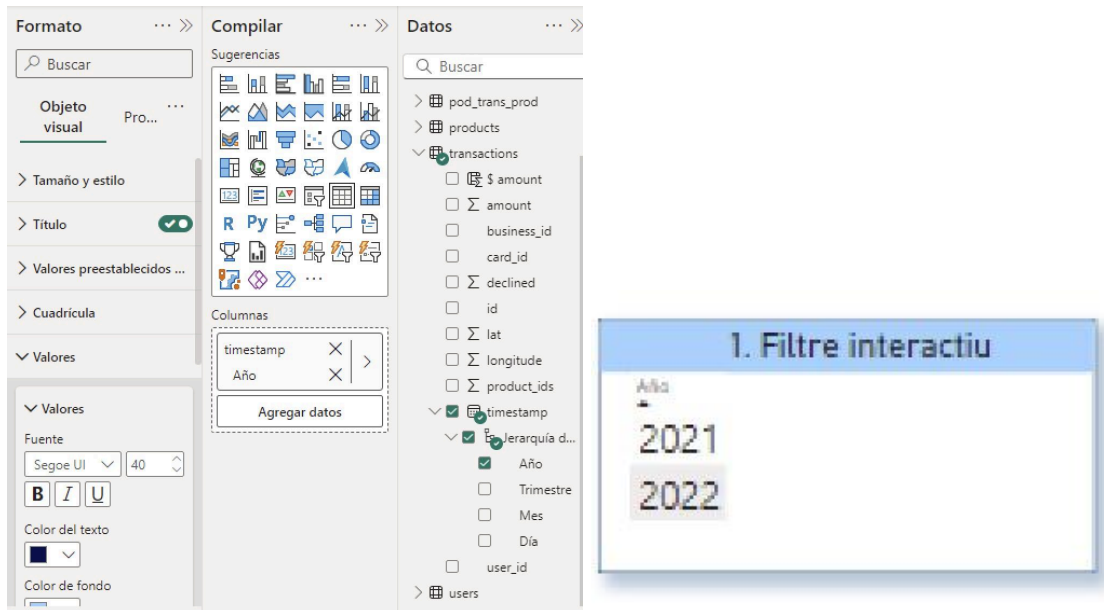 Formato
Buscar
Objeto
visual
Pro...
Tamaño y estilo
Título
Valores preestablecidos ...
Cuadrícula
Valores
Valores
Fuente
Segoe UI
40
B
I
U
Color del texto
Color de fondo
Compilar
Sugerencias
123
R
Py
123
Columnas
timestamp
Año
Agregar datos
Datos
Buscar
pod_trans_prod
products
transactions
$ amount
amount
business_id
card_id
declined
id
lat
longitude
product_ids
timestamp
Jerarquía d...
Año
Trimestre
Mes
Día
user_id
users
1. Filtre interactiu
Año
2021
2022